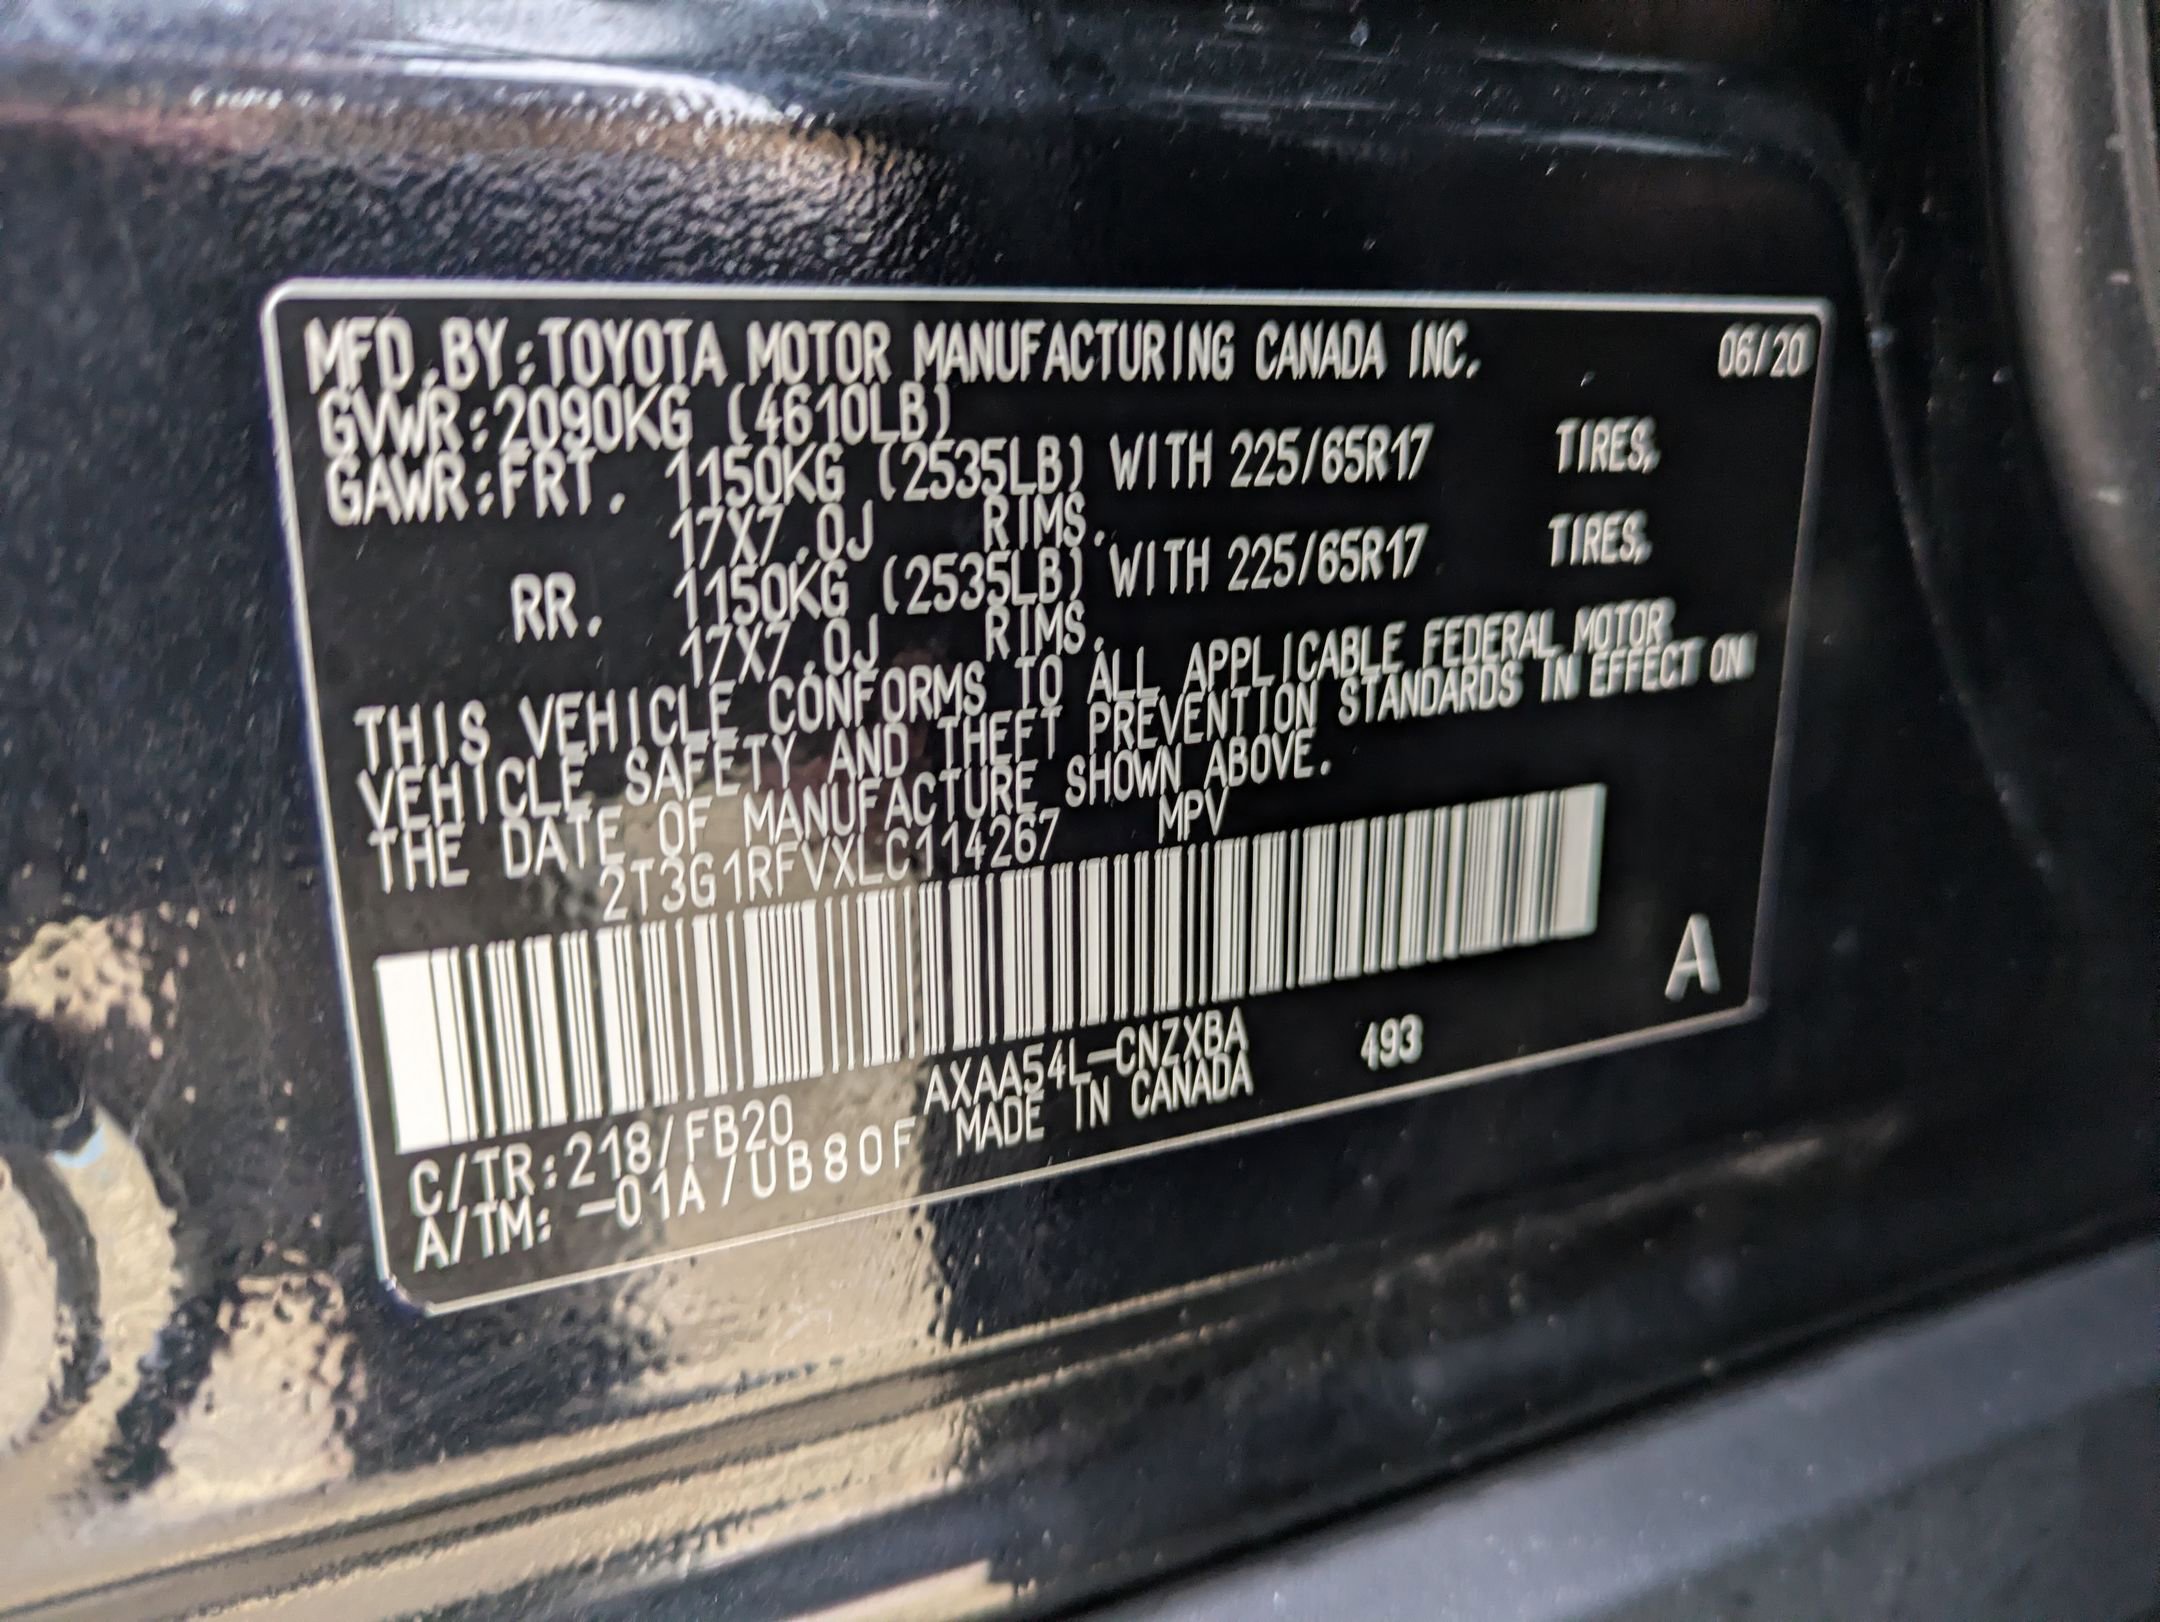 MFD.BY:TOYOTA MOTOR MANUFACTURING CANADA INC. 06/20
GVWR:2090KG (4610LB)
GAWR:FRT. 1150KG (2535LB) WITH 225/65R17 TIRES,
17X7.0J RIMS.
RR. 1150KG (2535LB) WITH 225/65R17 TIRES,
17X7.0J RIMS.
THIS VEHICLE CONFORMS TO ALL APPLICABLE FEDERAL MOTOR
VEHICLE SAFETY AND THEFT PREVENTION STANDARDS IN EFFECT ON
THE DATE OF MANUFACTURE SHOWN ABOVE.
2T3G1RFVXLC114267 MPV
A
AXAA54L-CNZXBA 493
C/TR:218/FB20 MADE IN CANADA
A/TM: -01A/UB80F